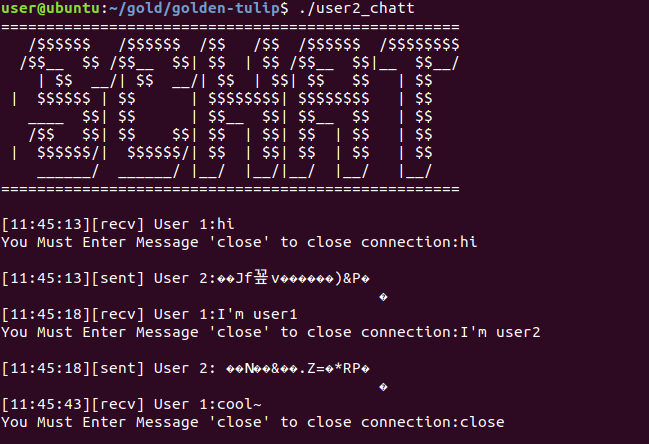 user@ubuntu:~/gold/golden-tulip$ ./user2_chatt
===================================================
   /$$$$$$   /$$$$$$  /$$   /$$  /$$$$$$  /$$$$$$$$
  /$$__  $$ /$$__  $$| $$  | $$ /$$__  $$|__  $$__/
    | $$  __/| $$  __/| $$  | $$| $$   $$   | $$
 |  $$$$$$ | $$      | $$$$$$$$| $$$$$$$$   | $$
   ____  $$| $$      | $$__  $$| $$__  $$   | $$
   /$$   $$| $$    $$| $$  | $$| $$  | $$   | $$
 |  $$$$$$/|  $$$$$$/| $$  | $$| $$  | $$   | $$
    ______/  ______/ |__/  |__/|__/  |__/   |__/
===================================================
[11:45:13][recv] User 1:hi
You Must Enter Message 'close' to close connection:hi
[11:45:13][sent] User 2:��Jf꾶v������)&P�
�
[11:45:18][recv] User 1:I'm user1
You Must Enter Message 'close' to close connection:I'm user2
[11:45:18][sent] User 2: ��N��&��.Z=�*RP�
�
[11:45:43][recv] User 1:cool~
You Must Enter Message 'close' to close connection:close